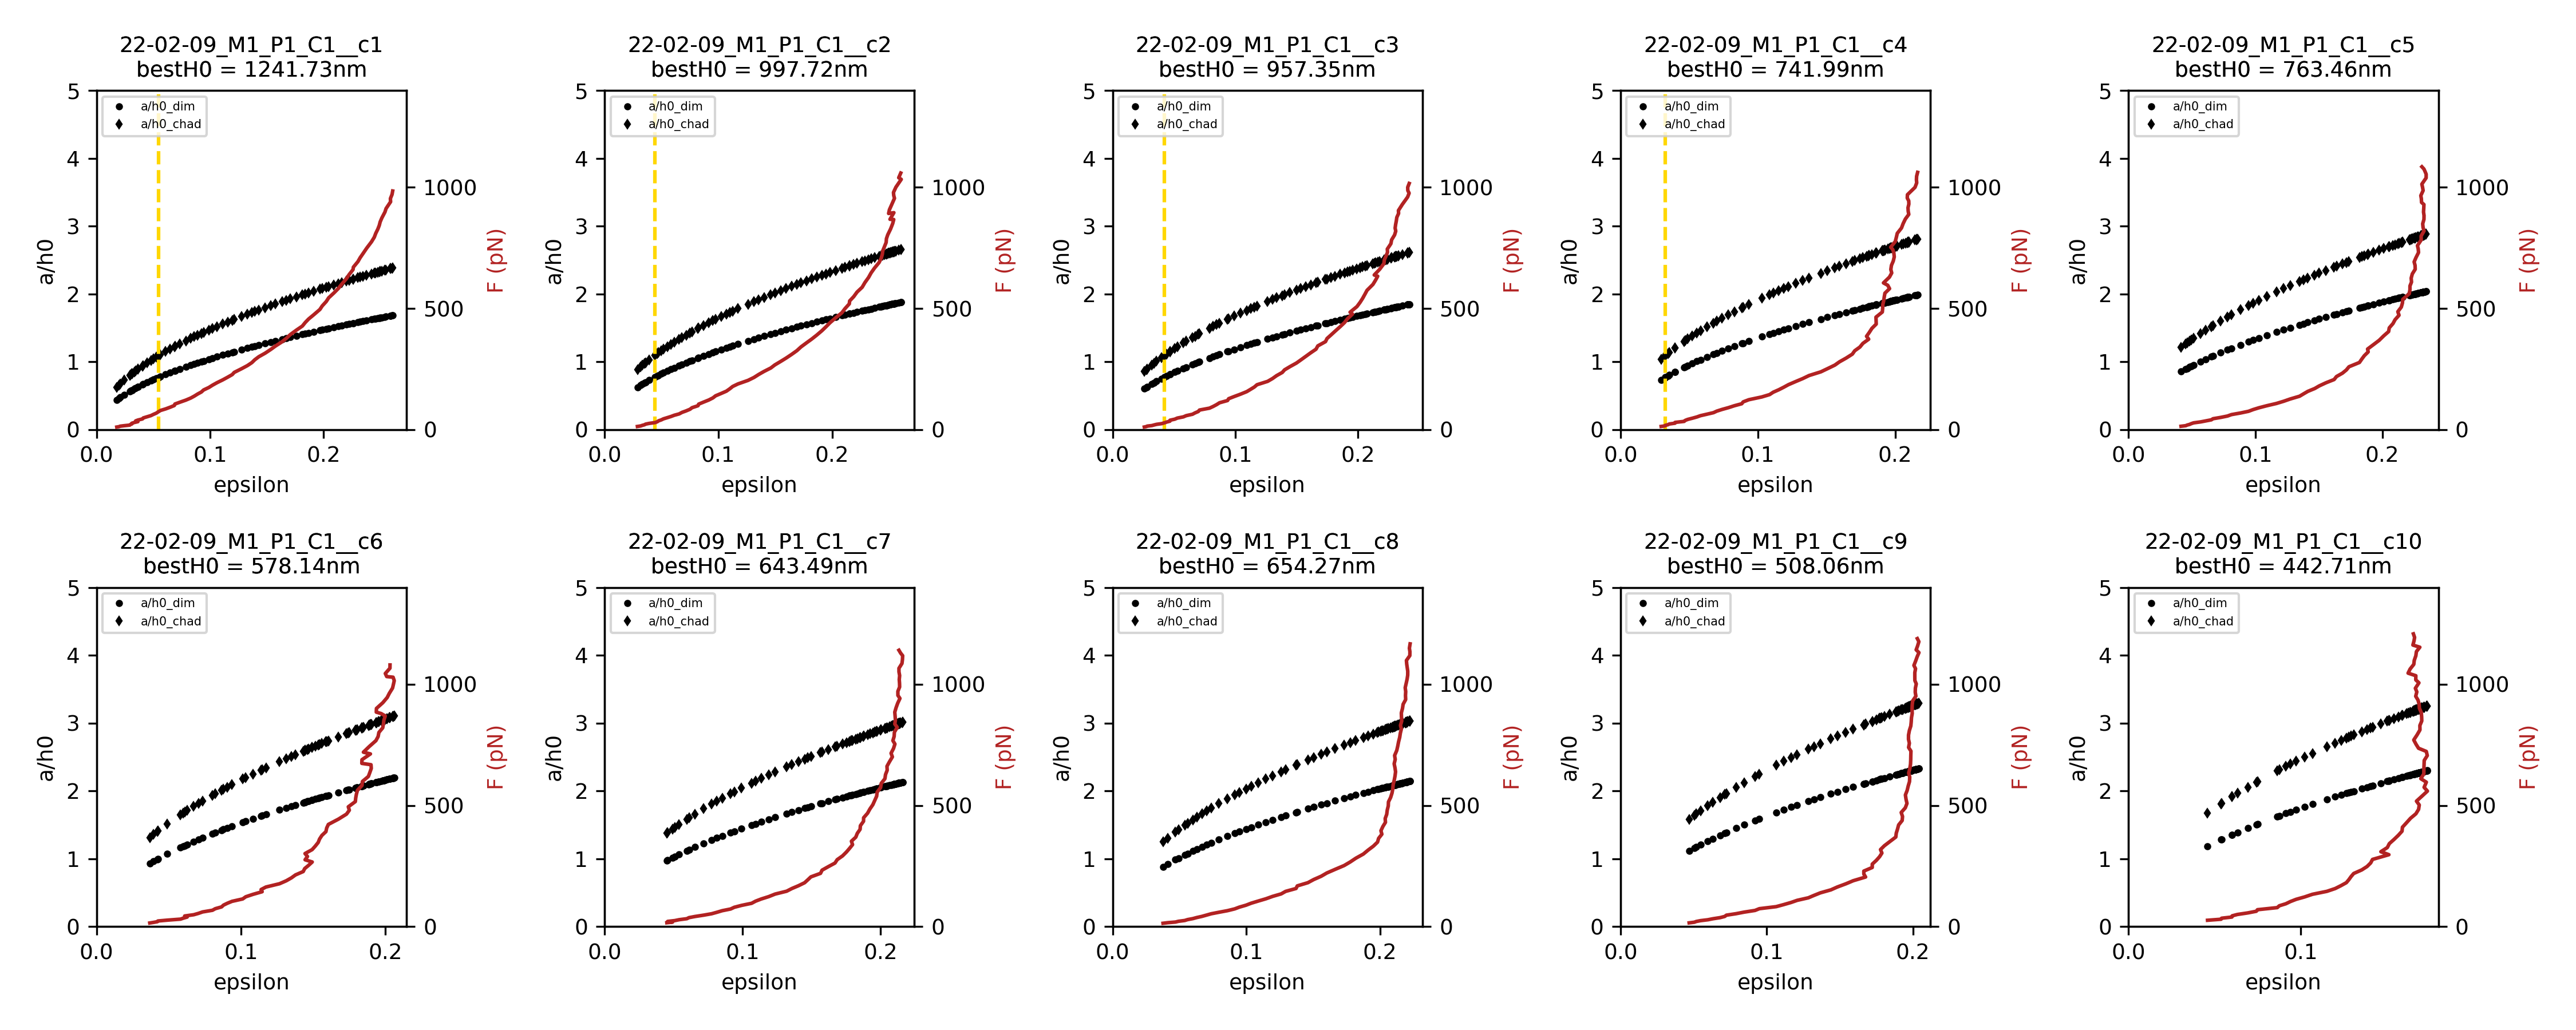 22-02-09_M1_P1_C1__c1
bestH0 = 1241.73nm
a/h0_dim
a/h0_chad
5
4
3
2
1
0
a/h0
0.0 0.1 0.2
epsilon
1000
500
0
F (pN)
22-02-09_M1_P1_C1__c2
bestH0 = 997.72nm
a/h0_dim
a/h0_chad
5
4
3
2
1
0
a/h0
0.0 0.1 0.2
epsilon
1000
500
0
F (pN)
22-02-09_M1_P1_C1__c3
bestH0 = 957.35nm
a/h0_dim
a/h0_chad
5
4
3
2
1
0
a/h0
0.0 0.1 0.2
epsilon
1000
500
0
F (pN)
22-02-09_M1_P1_C1__c4
bestH0 = 741.99nm
a/h0_dim
a/h0_chad
5
4
3
2
1
0
a/h0
0.0 0.1 0.2
epsilon
1000
500
0
F (pN)
22-02-09_M1_P1_C1__c5
bestH0 = 763.46nm
a/h0_dim
a/h0_chad
5
4
3
2
1
0
a/h0
0.0 0.1 0.2
epsilon
1000
500
0
F (pN)
22-02-09_M1_P1_C1__c6
bestH0 = 578.14nm
a/h0_dim
a/h0_chad
5
4
3
2
1
0
a/h0
0.0 0.1 0.2
epsilon
1000
500
0
F (pN)
22-02-09_M1_P1_C1__c7
bestH0 = 643.49nm
a/h0_dim
a/h0_chad
5
4
3
2
1
0
a/h0
0.0 0.1 0.2
epsilon
1000
500
0
F (pN)
22-02-09_M1_P1_C1__c8
bestH0 = 654.27nm
a/h0_dim
a/h0_chad
5
4
3
2
1
0
a/h0
0.0 0.1 0.2
epsilon
1000
500
0
F (pN)
22-02-09_M1_P1_C1__c9
bestH0 = 508.06nm
a/h0_dim
a/h0_chad
5
4
3
2
1
0
a/h0
0.0 0.1 0.2
epsilon
1000
500
0
F (pN)
22-02-09_M1_P1_C1__c10
bestH0 = 442.71nm
a/h0_dim
a/h0_chad
5
4
3
2
1
0
a/h0
0.0 0.1
epsilon
1000
500
0
F (pN)